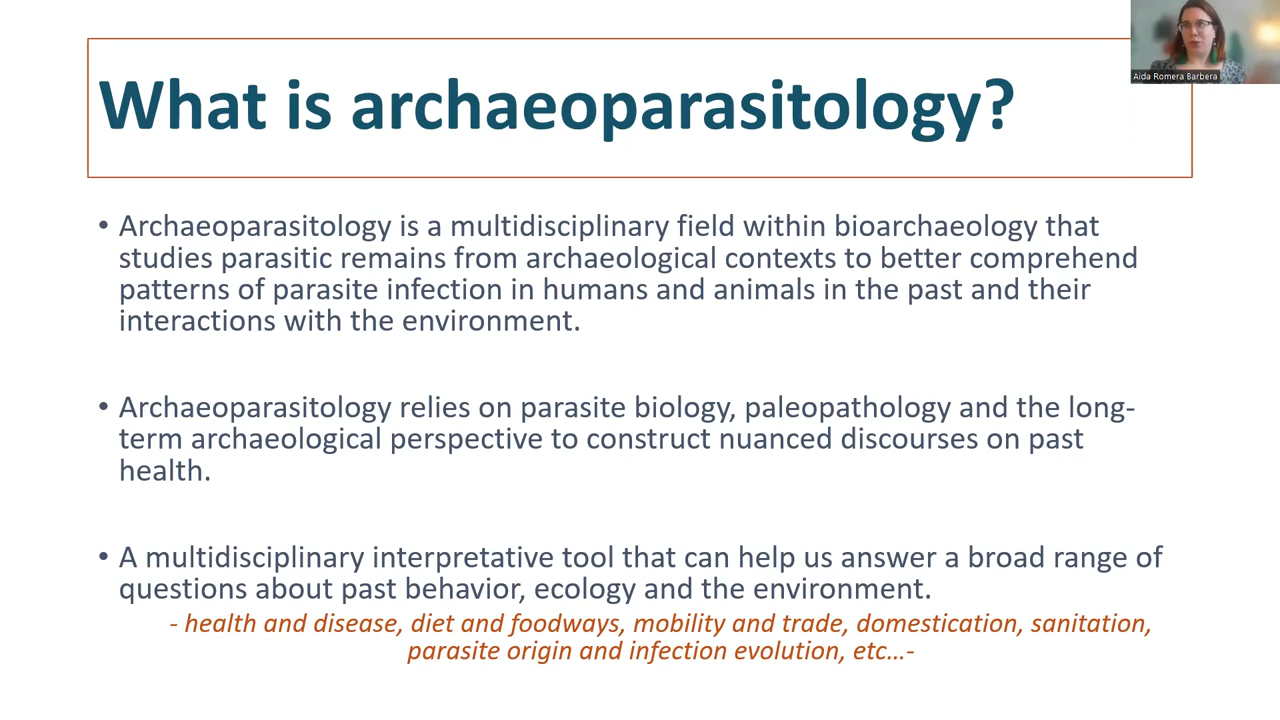 What is archaeoparasitology?
Aida Romera Barbera
• Archaeoparasitology is a multidisciplinary field within bioarchaeology that
studies parasitic remains from archaeological contexts to better comprehend
patterns of parasite infection in humans and animals in the past and their
interactions with the environment.
• Archaeoparasitology relies on parasite biology, paleopathology and the long-
term archaeological perspective to construct nuanced discourses on past
health.
• A multidisciplinary interpretative tool that can help us answer a broad range of
questions about past behavior, ecology and the environment.
- health and disease, diet and foodways, mobility and trade, domestication, sanitation,
parasite origin and infection evolution, etc…-